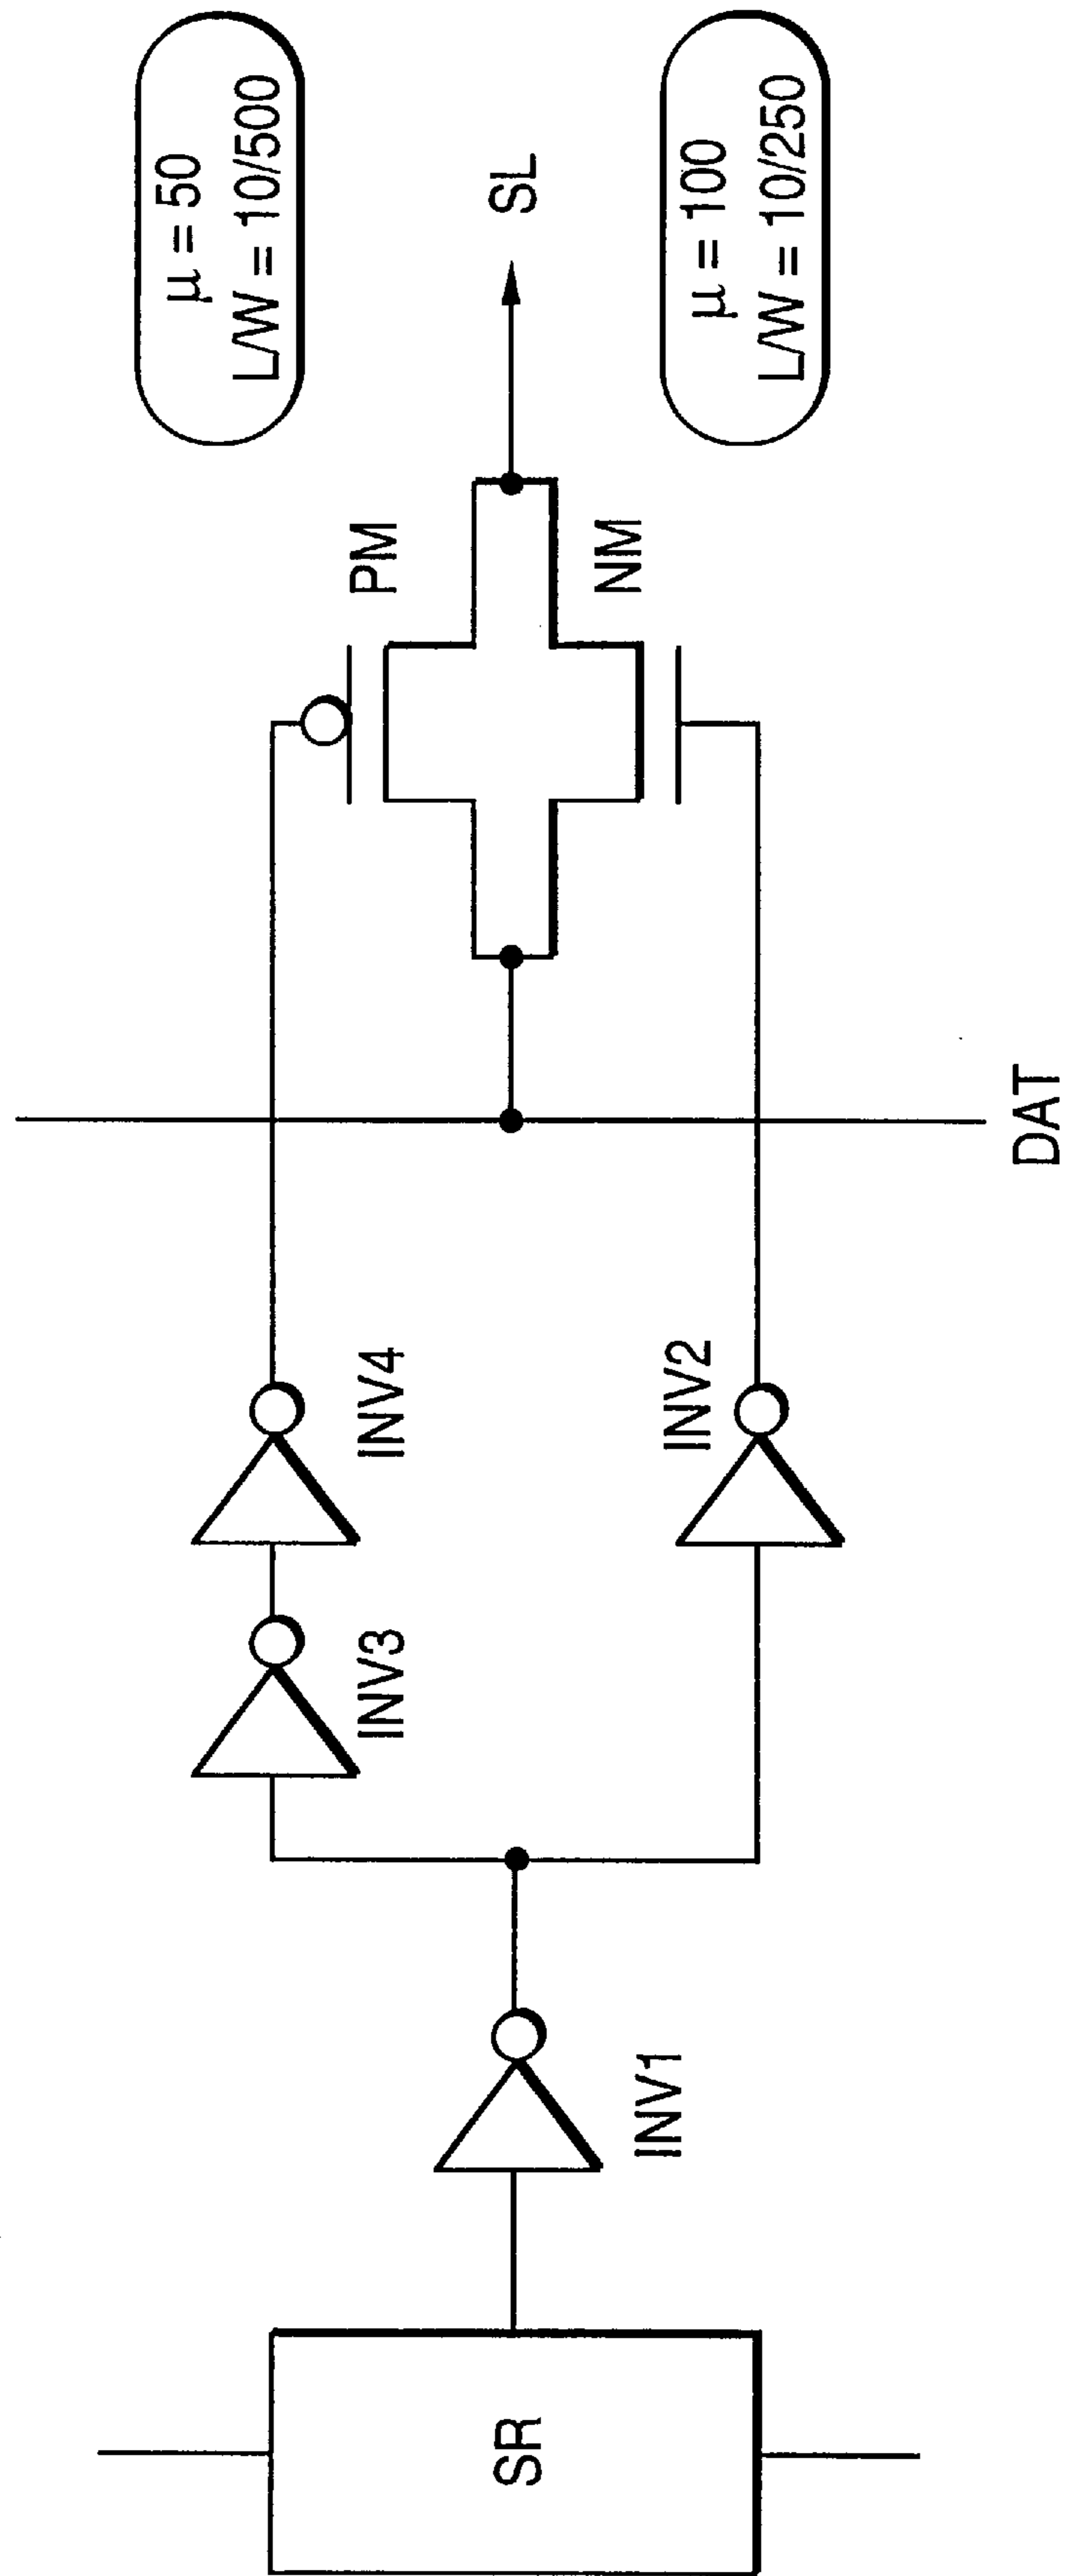 μ = 50
L/W = 10/500
SL
μ = 100
L/W = 10/250
PM
NM
DAT
INV4
INV2
INV3
INV1
SR